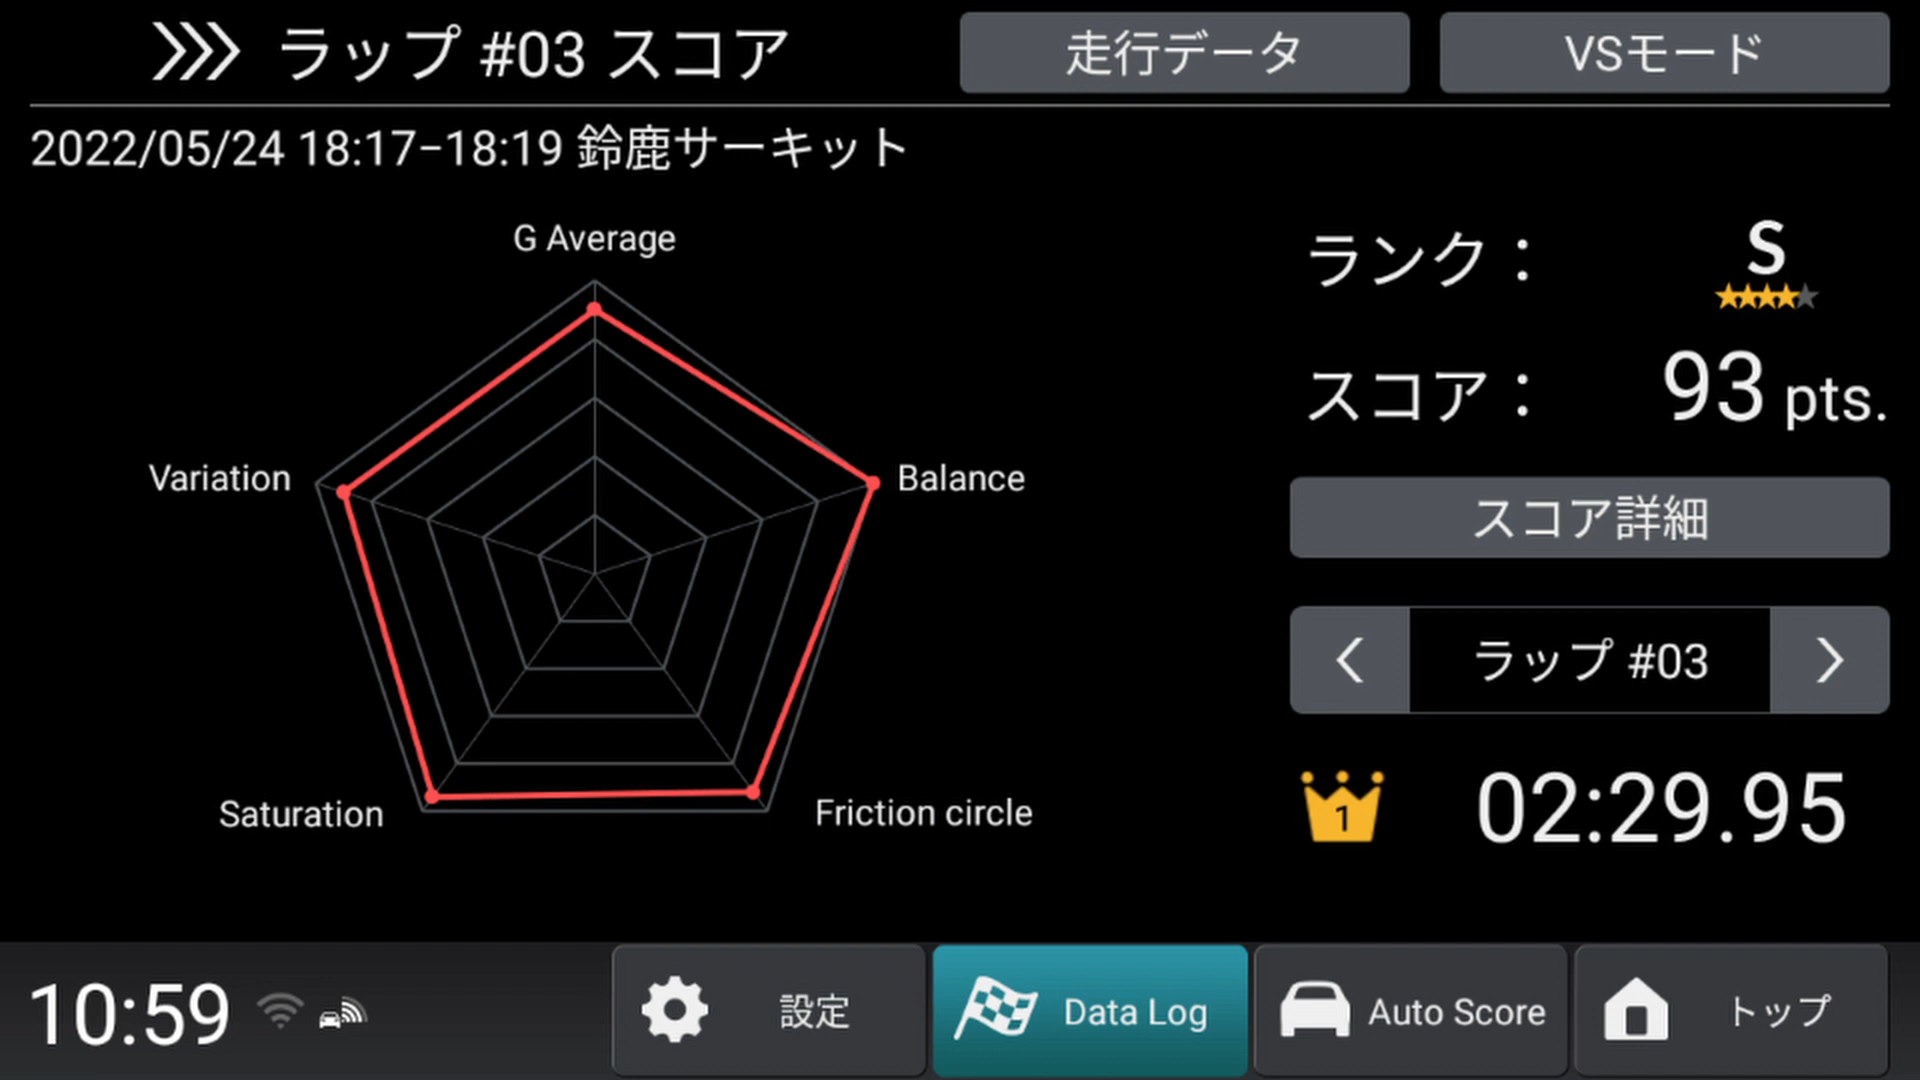 ラップ #03 スコア
走行データ
VSモード
2022/05/24 18:17-18:19 鈴鹿サーキット
G Average
Variation
Balance
Saturation
Friction circle
ランク：
S
スコア：
93 pts.
スコア詳細
ラップ #03
1
02:29.95
10:59
設定
Data Log
Auto Score
トップ